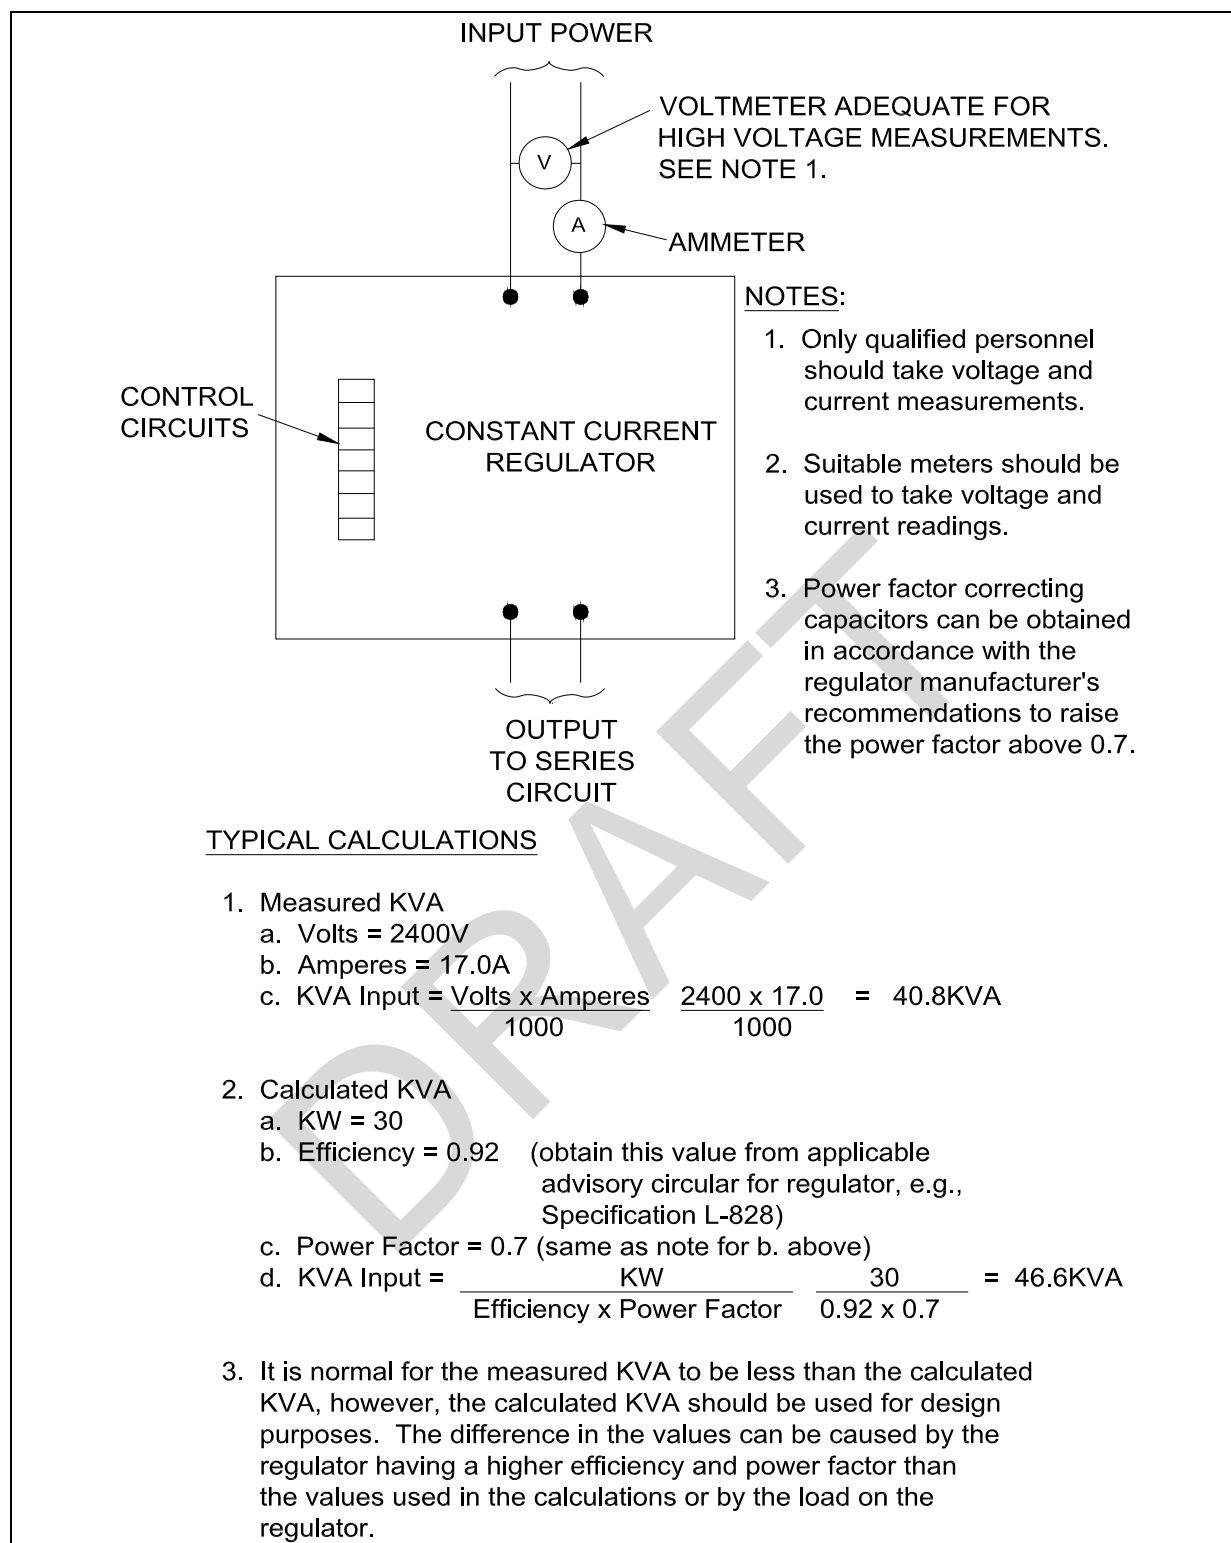 INPUT POWER
VOLTMETER ADEQUATE FOR
HIGH VOLTAGE MEASUREMENTS.
SEE NOTE 1.
V
A
AMMETER
CONTROL
CIRCUITS
CONSTANT CURRENT
REGULATOR
OUTPUT
TO SERIES
CIRCUIT
NOTES:
1. Only qualified personnel
should take voltage and
current measurements.
2. Suitable meters should be
used to take voltage and
current readings.
3. Power factor correcting
capacitors can be obtained
in accordance with the
regulator manufacturer's
recommendations to raise
the power factor above 0.7.
DRAFT
TYPICAL CALCULATIONS
1. Measured KVA
a. Volts = 2400V
b. Amperes = 17.0A
c. KVA Input = Volts x Amperes 2400 x 17.0 = 40.8KVA
1000 1000
2. Calculated KVA
a. KW = 30
b. Efficiency = 0.92 (obtain this value from applicable
advisory circular for regulator, e.g.,
Specification L-828)
c. Power Factor = 0.7 (same as note for b. above)
d. KVA Input = KW 30 = 46.6KVA
Efficiency x Power Factor 0.92 x 0.7
3. It is normal for the measured KVA to be less than the calculated
KVA, however, the calculated KVA should be used for design
purposes. The difference in the values can be caused by the
regulator having a higher efficiency and power factor than
the values used in the calculations or by the load on the
regulator.